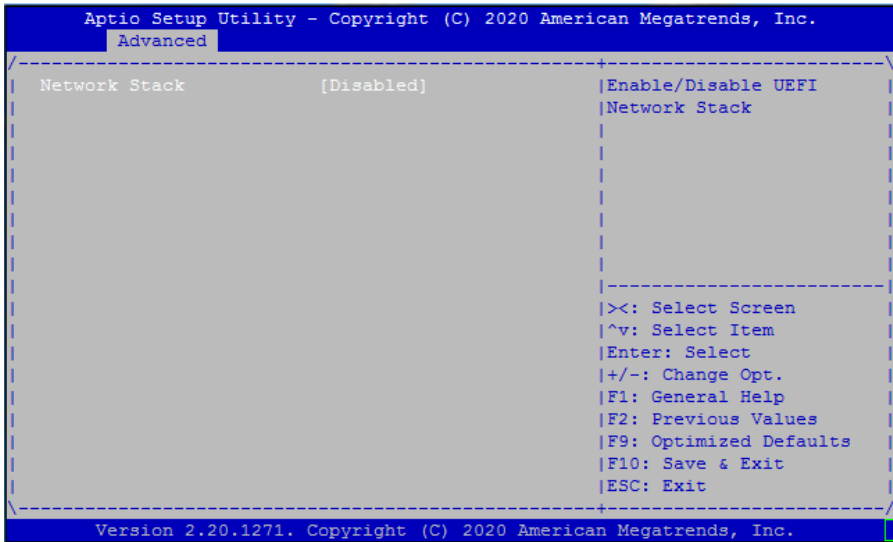 Aptio Setup Utility - Copyright (C) 2020 American Megatrends, Inc.
Advanced
Network Stack [Disabled]
Enable/Disable UEFI
Network Stack
><: Select Screen
^v: Select Item
Enter: Select
+/-: Change Opt.
F1: General Help
F2: Previous Values
F9: Optimized Defaults
F10: Save & Exit
ESC: Exit
Version 2.20.1271. Copyright (C) 2020 American Megatrends, Inc.